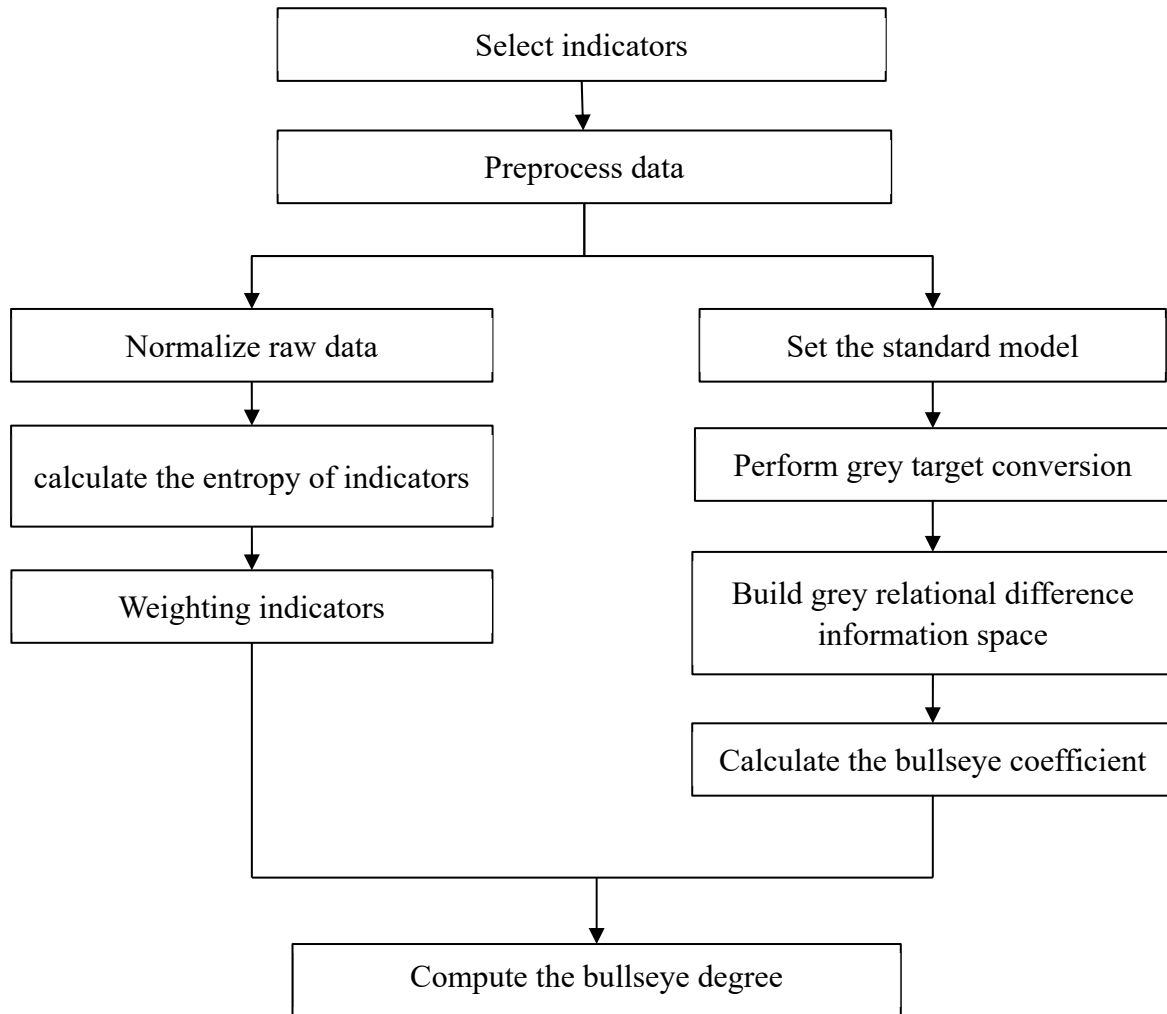 Select indicators
Preprocess data
Normalize raw data
calculate the entropy of indicators
Weighting indicators
Set the standard model
Perform grey target conversion
Build grey relational difference
information space
Calculate the bullseye coefficient
Compute the bullseye degree